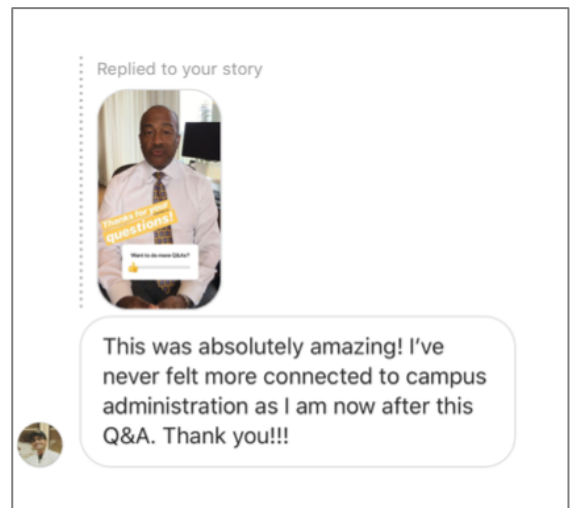 Replied to your story
Thanks for your
questions!
Want to do more Q&As?
This was absolutely amazing! I’ve
never felt more connected to campus
administration as I am now after this
Q&A. Thank you!!!